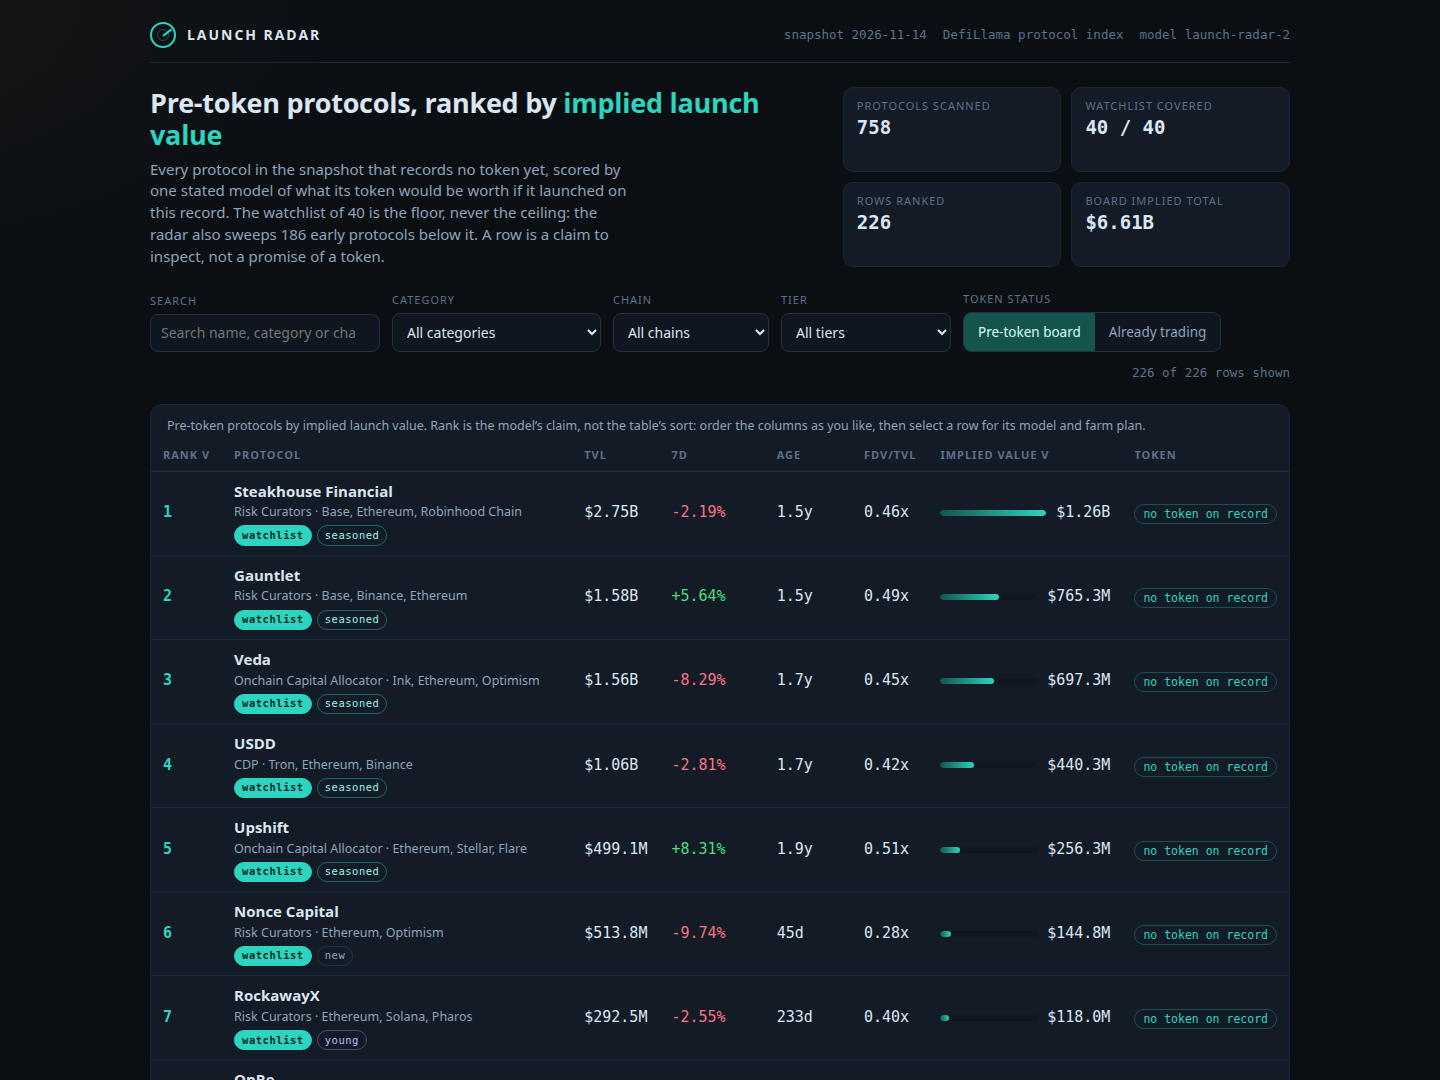 LAUNCH RADAR
snapshot 2026-11-14 DefiLlama protocol index model launch-radar-2
Pre-token protocols, ranked by implied launch
value
Every protocol in the snapshot that records no token yet, scored by
one stated model of what its token would be worth if it launched on
this record. The watchlist of 40 is the floor, never the ceiling: the
radar also sweeps 186 early protocols below it. A row is a claim to
inspect, not a promise of a token.
PROTOCOLS SCANNED
758
WATCHLIST COVERED
40 / 40
ROWS RANKED
226
BOARD IMPLIED TOTAL
$6.61B
SEARCH
Search name, category or cha
CATEGORY
All categories
CHAIN
All chains
TIER
All tiers
TOKEN STATUS
Pre-token board Already trading
226 of 226 rows shown
Pre-token protocols by implied launch value. Rank is the model's claim, not the table's sort: order the columns as you like, then select a row for its model and farm plan.
RANK V PROTOCOL TVL 7D AGE FDV/TVL IMPLIED VALUE V TOKEN
Steakhouse Financial
1 Risk Curators · Base, Ethereum, Robinhood Chain $2.75B -2.19% 1.5y 0.46x $1.26B no token on record
watchlist seasoned
Gauntlet
2 Risk Curators · Base, Binance, Ethereum $1.58B +5.64% 1.5y 0.49x $765.3M no token on record
watchlist seasoned
Veda
3 Onchain Capital Allocator · Ink, Ethereum, Optimism $1.56B -8.29% 1.7y 0.45x $697.3M no token on record
watchlist seasoned
USDD
4 CDP · Tron, Ethereum, Binance $1.06B -2.81% 1.7y 0.42x $440.3M no token on record
watchlist seasoned
Upshift
5 Onchain Capital Allocator · Ethereum, Stellar, Flare $499.1M +8.31% 1.9y 0.51x $256.3M no token on record
watchlist seasoned
Nonce Capital
6 Risk Curators · Ethereum, Optimism $513.8M -9.74% 45d 0.28x $144.8M no token on record
watchlist new
RockawayX
7 Risk Curators · Ethereum, Solana, Pharos $292.5M -2.55% 233d 0.40x $118.0M no token on record
watchlist young